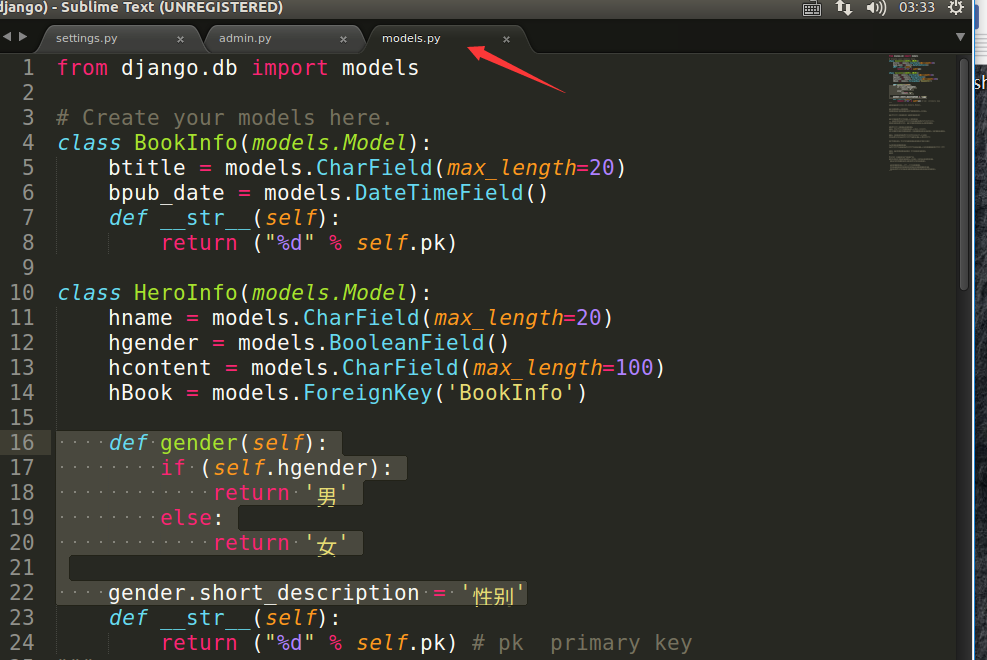 django) - Sublime Text (UNREGISTERED) 03:33
settings.py × admin.py × models.py ×
1 from django.db import models
2
3 # Create your models here.
4 class BookInfo(models.Model):
5     btitle = models.CharField(max_length=20)
6     bpub_date = models.DateTimeField()
7     def __str__(self):
8         return ("%d" % self.pk)
9
10 class HeroInfo(models.Model):
11     hname = models.CharField(max_length=20)
12     hgender = models.BooleanField()
13     hcontent = models.CharField(max_length=100)
14     hBook = models.ForeignKey('BookInfo')
15
16     def gender(self):
17         if (self.hgender):
18             return '男'
19         else:
20             return '女'
21
22     gender.short_description = '性别'
23     def __str__(self):
24         return ("%d" % self.pk) # pk  primary key